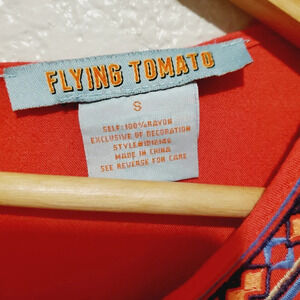 FLYING TOMATO
S
SELF: 100% RAYON
EXCLUSIVE OF DECORATION
MADE IN CHINA
SEE REVERSE FOR CARE